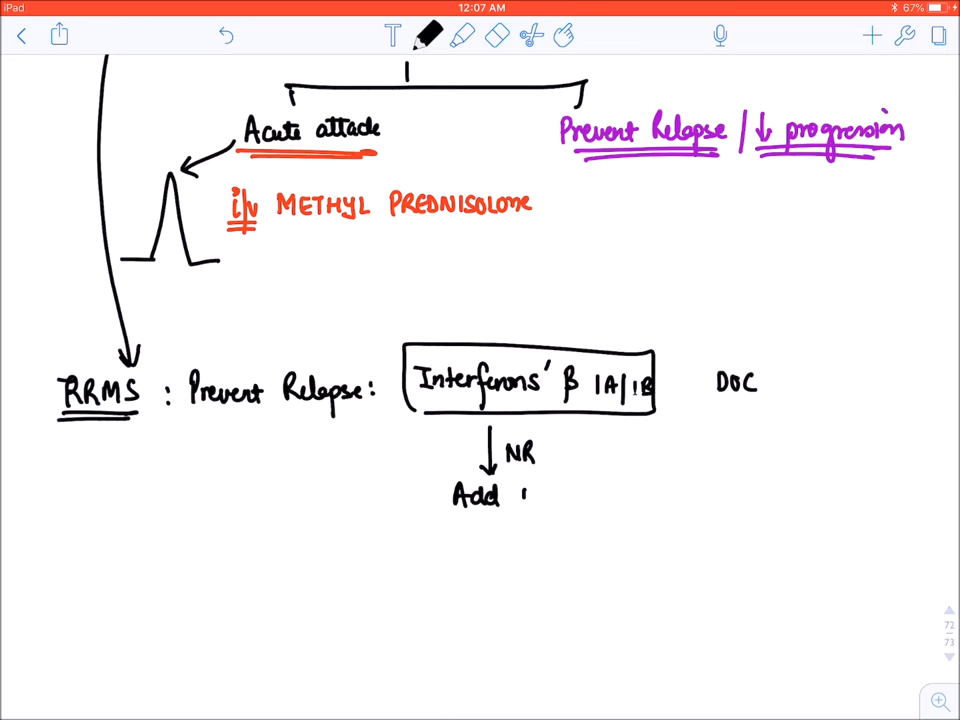 iPad
12:07 AM
67%
T
Acute attack
Prevent Relapse / ↓ progression
i/v METHYL PREDNISOLONE
RRMS : Prevent Relapse : Interferons' β 1A/1B DOC
↓ NR
Add
72
73